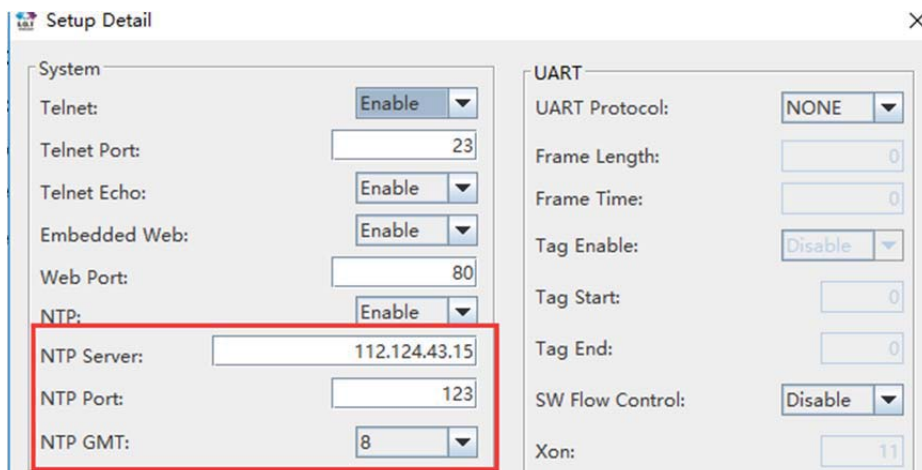 Setup Detail
System
Telnet: Enable
Telnet Port: 23
Telnet Echo: Enable
Embedded Web: Enable
Web Port: 80
NTP: Enable
NTP Server: 112.124.43.15
NTP Port: 123
NTP GMT: 8
UART
UART Protocol: NONE
Frame Length: 0
Frame Time: 0
Tag Enable: Disable
Tag Start: 0
Tag End: 0
SW Flow Control: Disable
Xon: 11